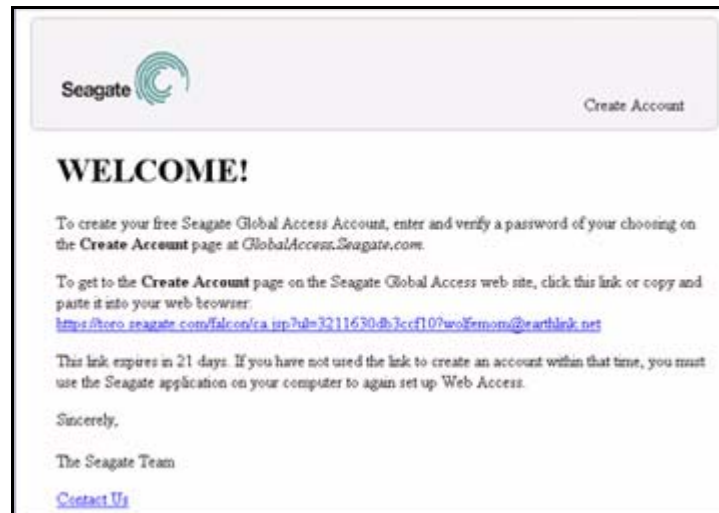 Seagate
Create Account
WELCOME!
To create your free Seagate Global Access Account, enter and verify a password of your choosing on
the Create Account page at GlobalAccess.Seagate.com.
To get to the Create Account page on the Seagate Global Access web site, click this link or copy and
paste it into your web browser:
https://toro.seagate.com/falcon/ca.jsp?ul=3211630db3ccf10?wolfemom@earthlink.net
This link expires in 21 days. If you have not used the link to create an account within that time, you must
use the Seagate application on your computer to again set up Web Access.
Sincerely,
The Seagate Team
Contact Us